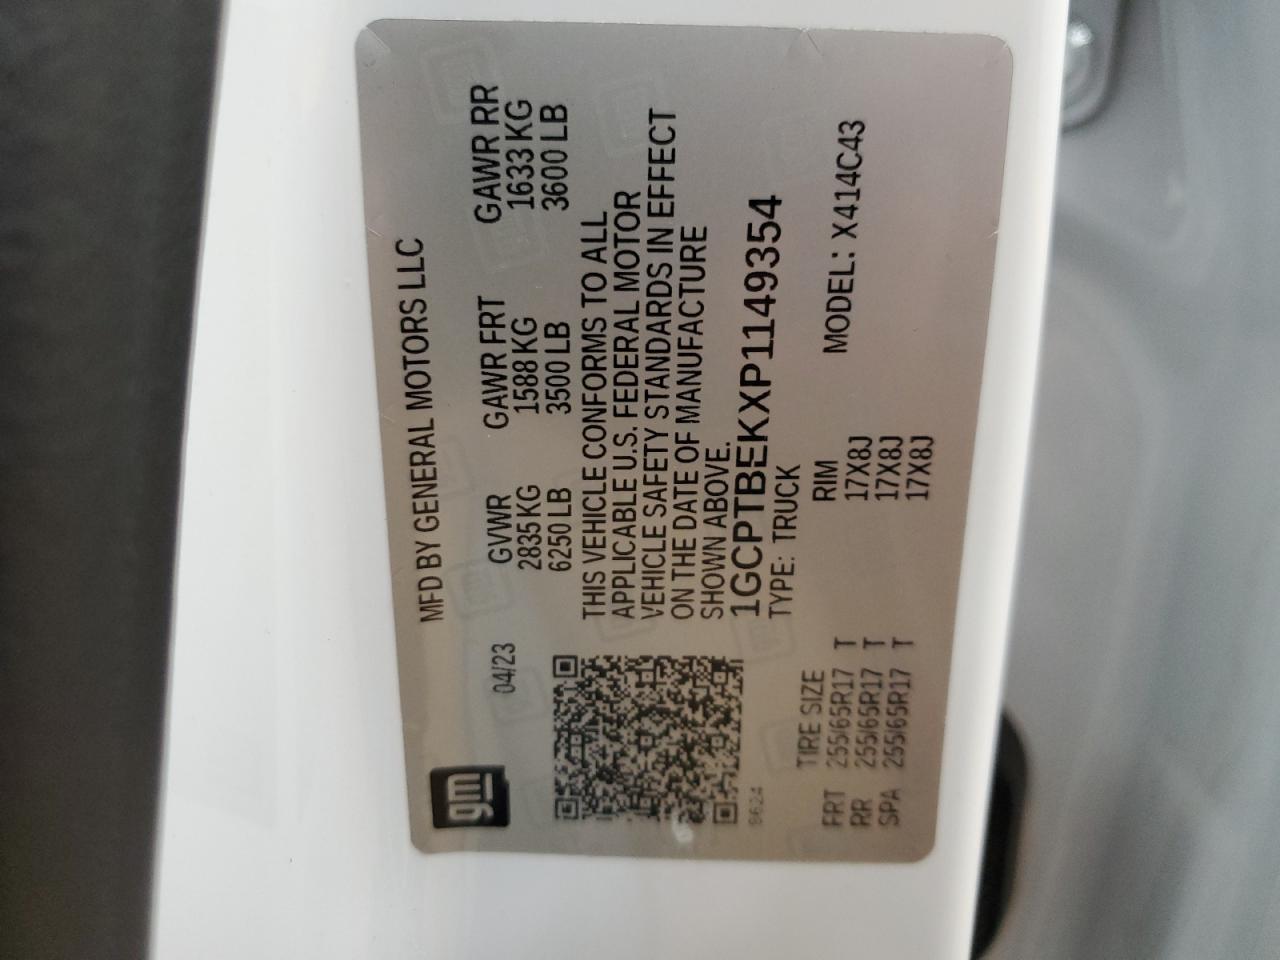 gm
MFD BY GENERAL MOTORS LLC
04/23
GVWR GAWR FRT GAWR RR
2835 KG 1588 KG 1633 KG
6250 LB 3500 LB 3600 LB
THIS VEHICLE CONFORMS TO ALL
APPLICABLE U.S. FEDERAL MOTOR
VEHICLE SAFETY STANDARDS IN EFFECT
ON THE DATE OF MANUFACTURE
SHOWN ABOVE.
1GCPTBEKXP1149354
TYPE: TRUCK
TIRE SIZE RIM MODEL: X414C43
FRT 255/65R17 T 17X8J
RR 255/65R17 T 17X8J
SPA 255/65R17 T 17X8J